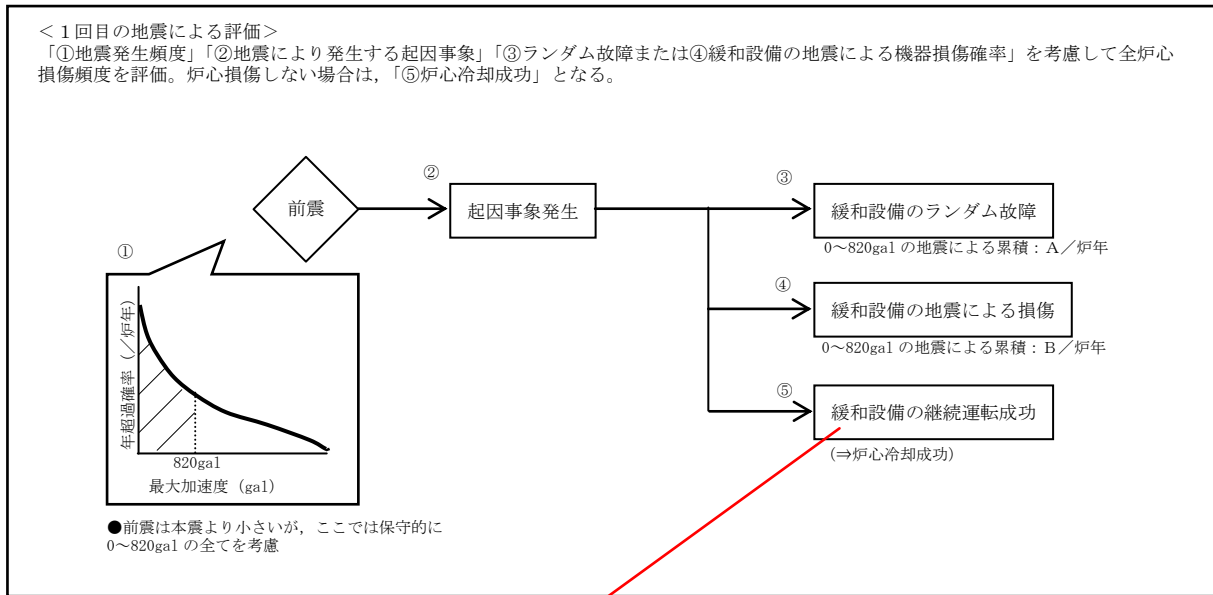 ＜１回目の地震による評価＞
「①地震発生頻度」「②地震により発生する起因事象」「③ランダム故障または④緩和設備の地震による機器損傷確率」を考慮して全炉心
損傷頻度を評価。炉心損傷しない場合は，「⑤炉心冷却成功」となる。
②
③
前震
起因事象発生
緩和設備のランダム故障
0～820gal の地震による累積：Ａ／炉年
①
④
緩和設備の地震による損傷
0～820gal の地震による累積：Ｂ／炉年
年超過確率（／炉年）
⑤
緩和設備の継続運転成功
(⇒炉心冷却成功)
820gal
最大加速度（gal）
●前震は本震より小さいが，ここでは保守的に
0～820gal の全てを考慮